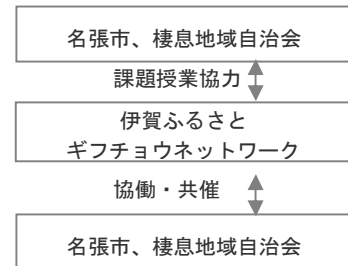 名張市、棲息地域自治会
課題授業協力
伊賀ふるさと
ギフチョウネットワーク
協働・共催
名張市、棲息地域自治会